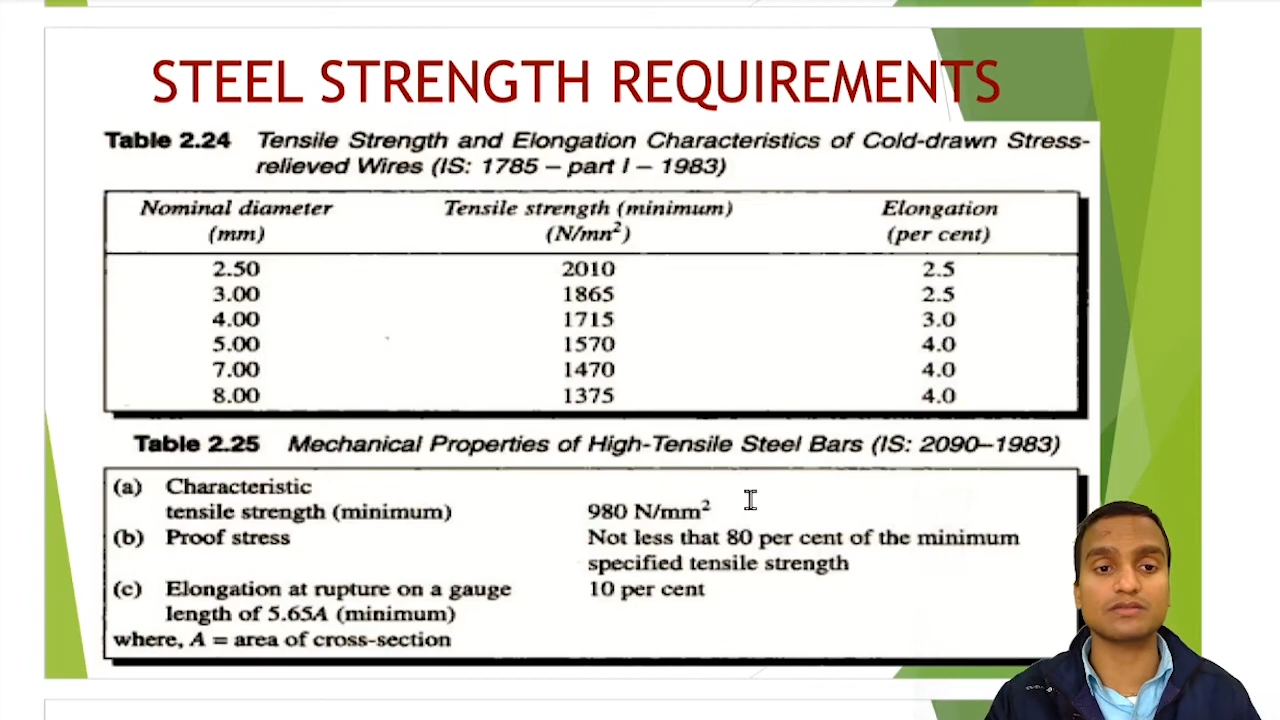 STEEL STRENGTH REQUIREMENTS
Table 2.24 Tensile Strength and Elongation Characteristics of Cold-drawn Stress-
relieved Wires (IS: 1785 – part I – 1983)
Nominal diameter Tensile strength (minimum) Elongation
(mm) (N/mn²) (per cent)
2.50 2010 2.5
3.00 1865 2.5
4.00 1715 3.0
5.00 1570 4.0
7.00 1470 4.0
8.00 1375 4.0
Table 2.25 Mechanical Properties of High-Tensile Steel Bars (IS: 2090–1983)
(a) Characteristic
tensile strength (minimum) 980 N/mm²
(b) Proof stress Not less that 80 per cent of the minimum
specified tensile strength
(c) Elongation at rupture on a gauge 10 per cent
length of 5.65A (minimum)
where, A = area of cross-section